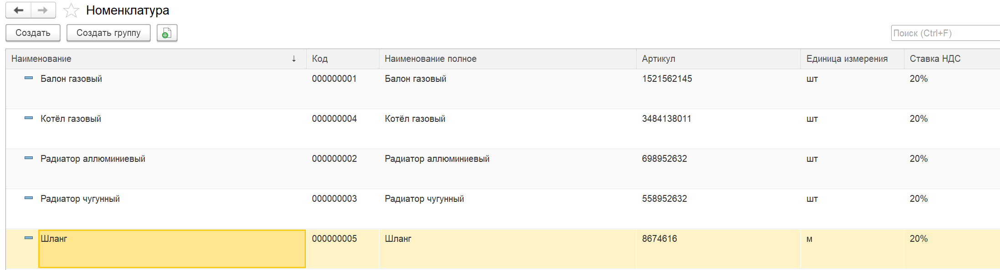 Номенклатура
Создать Создать группу Поиск (Ctrl+F)
Наименование ↓ Код Наименование полное Артикул Единица измерения Ставка НДС
Балон газовый 000000001 Балон газовый 1521562145 шт 20%
Котёл газовый 000000004 Котёл газовый 3484138011 шт 20%
Радиатор аллюминиевый 000000002 Радиатор аллюминиевый 698952632 шт 20%
Радиатор чугунный 000000003 Радиатор чугунный 558952632 шт 20%
Шланг 000000005 Шланг 8674616 м 20%